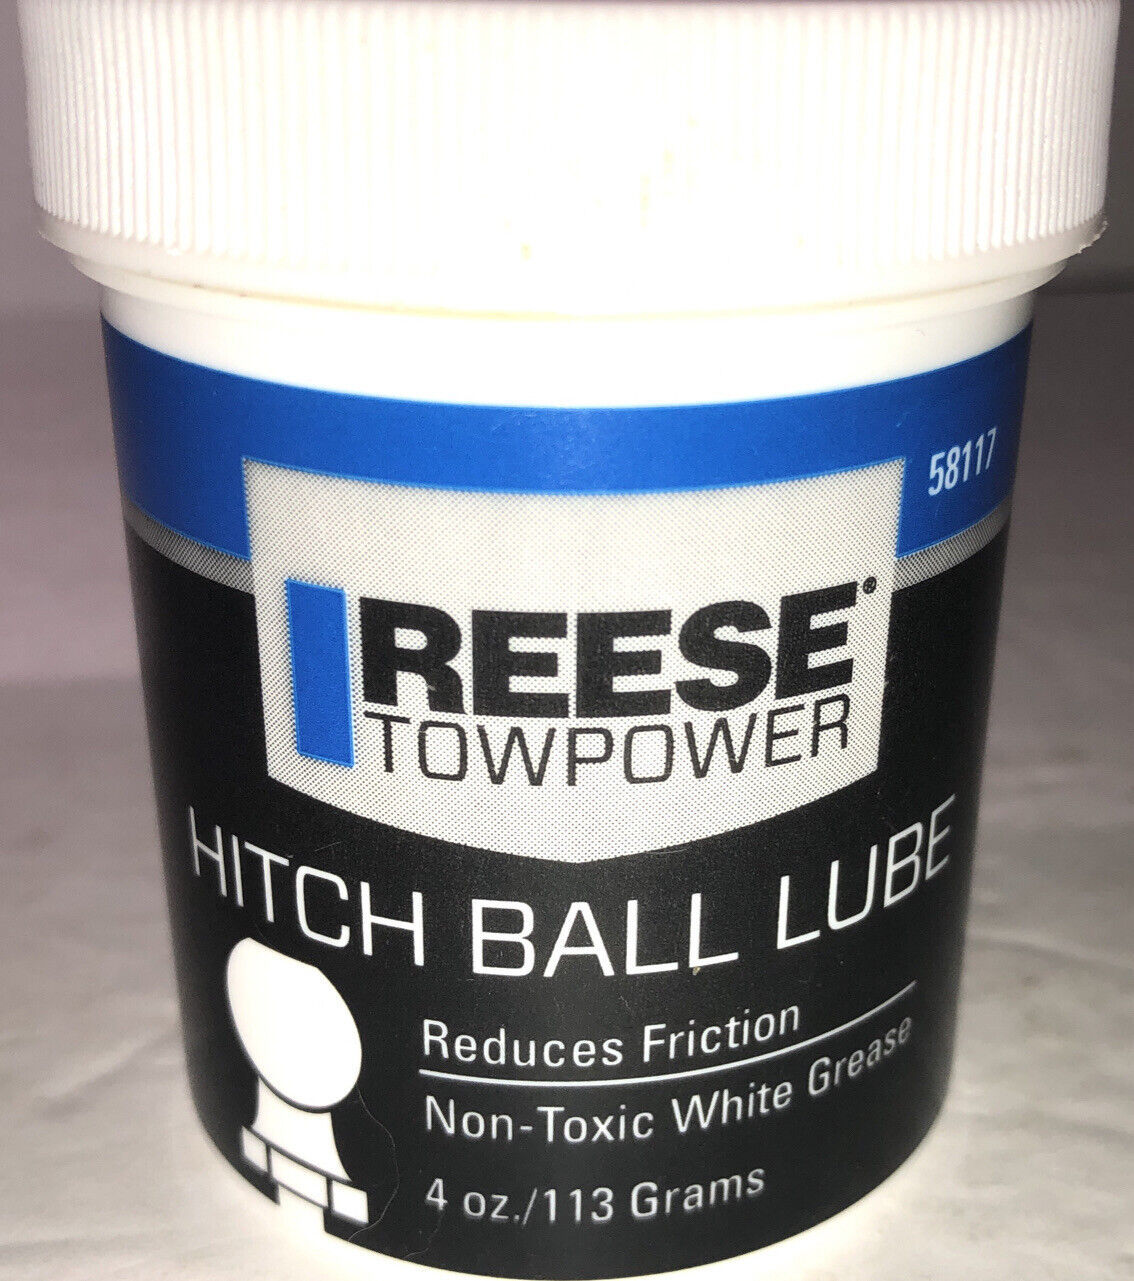 58117
REESE®
TOWPOWER
HITCH BALL LUBE
Reduces Friction
Non-Toxic White Grease
4 oz./113 Grams